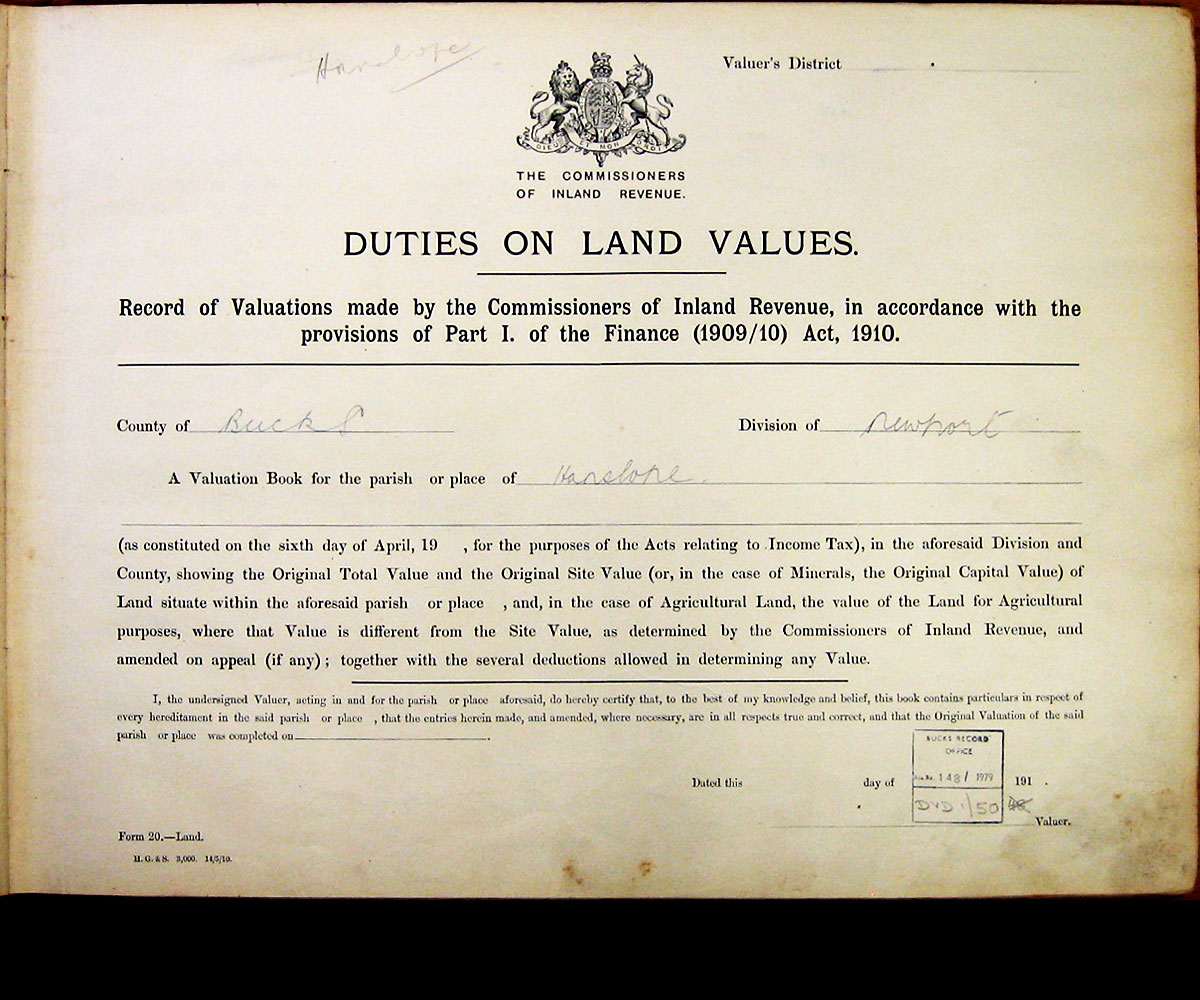 Hanslope
Valuer's District
DIEU ET MON DROIT
THE COMMISSIONERS
OF INLAND REVENUE.
DUTIES ON LAND VALUES.
Record of Valuations made by the Commissioners of Inland Revenue, in accordance with the
provisions of Part I. of the Finance (1909/10) Act, 1910.
County of Bucks Division of Newport
A Valuation Book for the parish or place of Hanslope.
(as constituted on the sixth day of April, 19 , for the purposes of the Acts relating to Income Tax), in the aforesaid Division and
County, showing the Original Total Value and the Original Site Value (or, in the case of Minerals, the Original Capital Value) of
Land situate within the aforesaid parish or place , and, in the case of Agricultural Land, the value of the Land for Agricultural
purposes, where that Value is different from the Site Value, as determined by the Commissioners of Inland Revenue, and
amended on appeal (if any); together with the several deductions allowed in determining any Value.
I, the undersigned Valuer, acting in and for the parish or place aforesaid, do hereby certify that, to the best of my knowledge and belief, this book contains particulars in respect of
every hereditament in the said parish or place , that the entries herein made, and amended, where necessary, are in all respects true and correct, and that the Original Valuation of the said
parish or place was completed on .
BUCKS RECORD
OFFICE
Dated this day of 148/1979 191 .
DVD 1/50
Valuer.
Form 20.—Land.
H. G. & S. 3,000. 14/5/10.